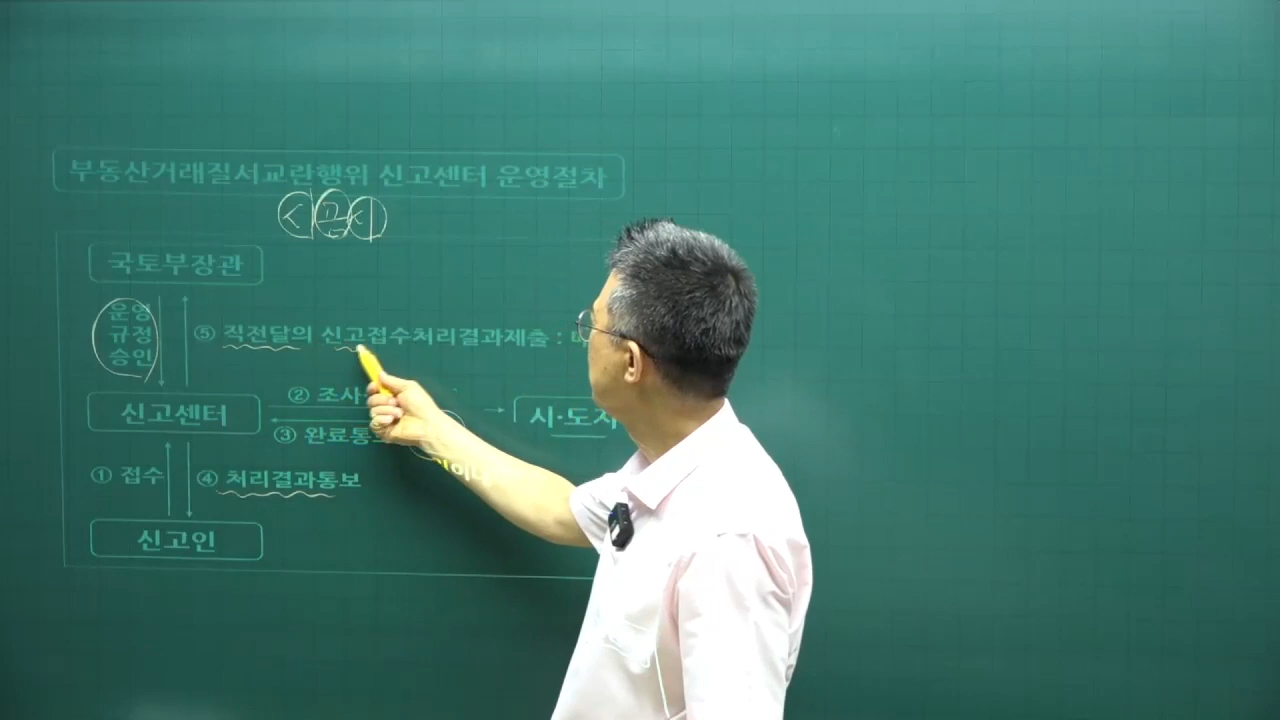 부동산거래질서교란행위 신고센터 운영절차
국토부장관
운영
규정
승인
⑤ 직전달의 신고접수처리결과제출 :
② 조사
신고센터
시·도지
③ 완료통보
① 접수
④ 처리결과통보
신고인